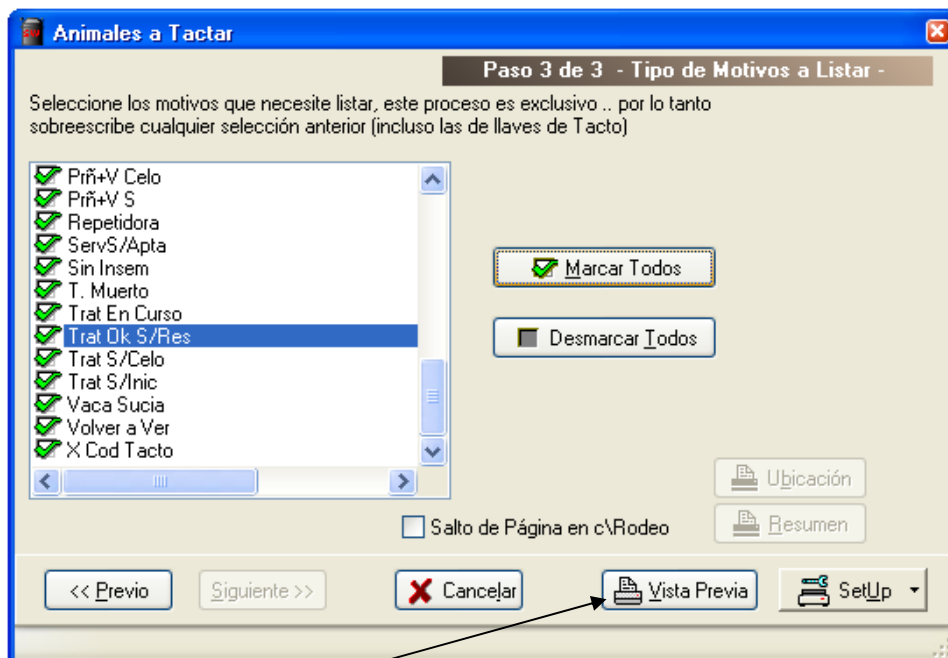 Animales a Tactar
Paso 3 de 3 - Tipo de Motivos a Listar -
Seleccione los motivos que necesite listar, este proceso es exclusivo .. por lo tanto
sobreescribe cualquier selección anterior (incluso las de llaves de Tacto)
Prñ+V Celo
Prñ+V S
Repetidora
ServS/Apta
Sin Insem
T. Muerto
Trat En Curso
Trat Ok S/Res
Trat S/Celo
Trat S/Inic
Vaca Sucia
Volver a Ver
X Cod Tacto
Marcar Todos
Desmarcar Todos
Ubicación
Salto de Página en c\Rodeo
Resumen
<< Previo
Siguiente >>
Cancelar
Vista Previa
SetUp